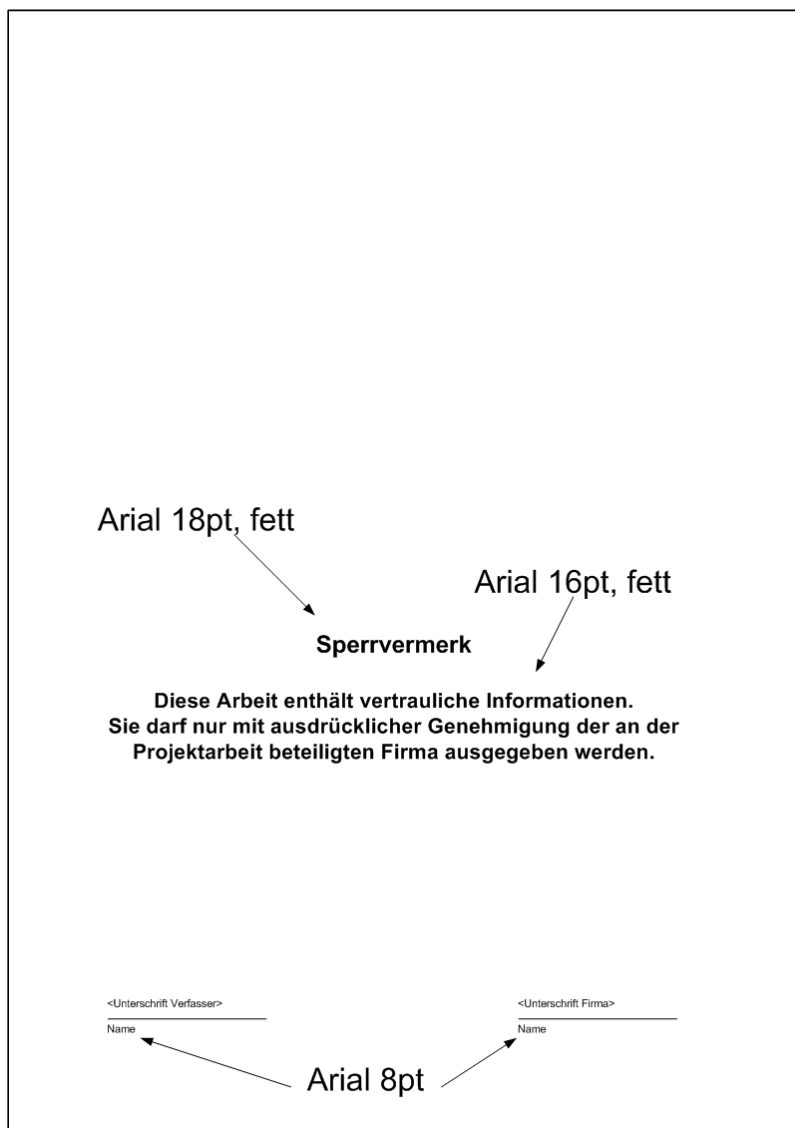 Arial 18pt, fett
Arial 16pt, fett
Sperrvermerk
Diese Arbeit enthält vertrauliche Informationen.
Sie darf nur mit ausdrücklicher Genehmigung der an der
Projektarbeit beteiligten Firma ausgegeben werden.
<Unterschrift Verfasser>
<Unterschrift Firma>
Name
Name
Arial 8pt